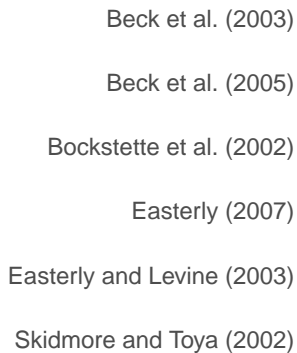 Beck et al. (2003)
Beck et al. (2005)
Bockstette et al. (2002)
Easterly (2007)
Easterly and Levine (2003)
Skidmore and Toya (2002)